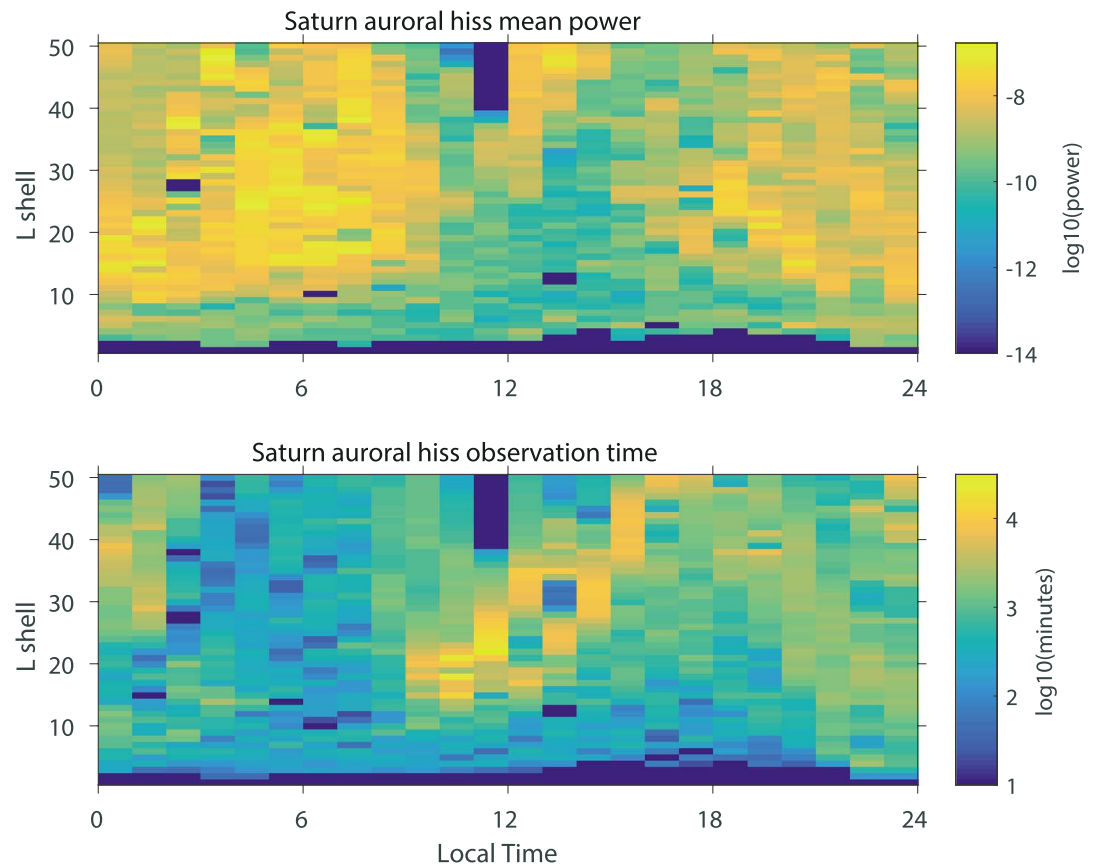 Saturn auroral hiss mean power
50
40
30
20
10
L shell
0 6 12 18 24
-8
-10
-12
-14
log10(power)
Saturn auroral hiss observation time
50
40
30
20
10
L shell
0 6 12 18 24
Local Time
4
3
2
1
log10(minutes)